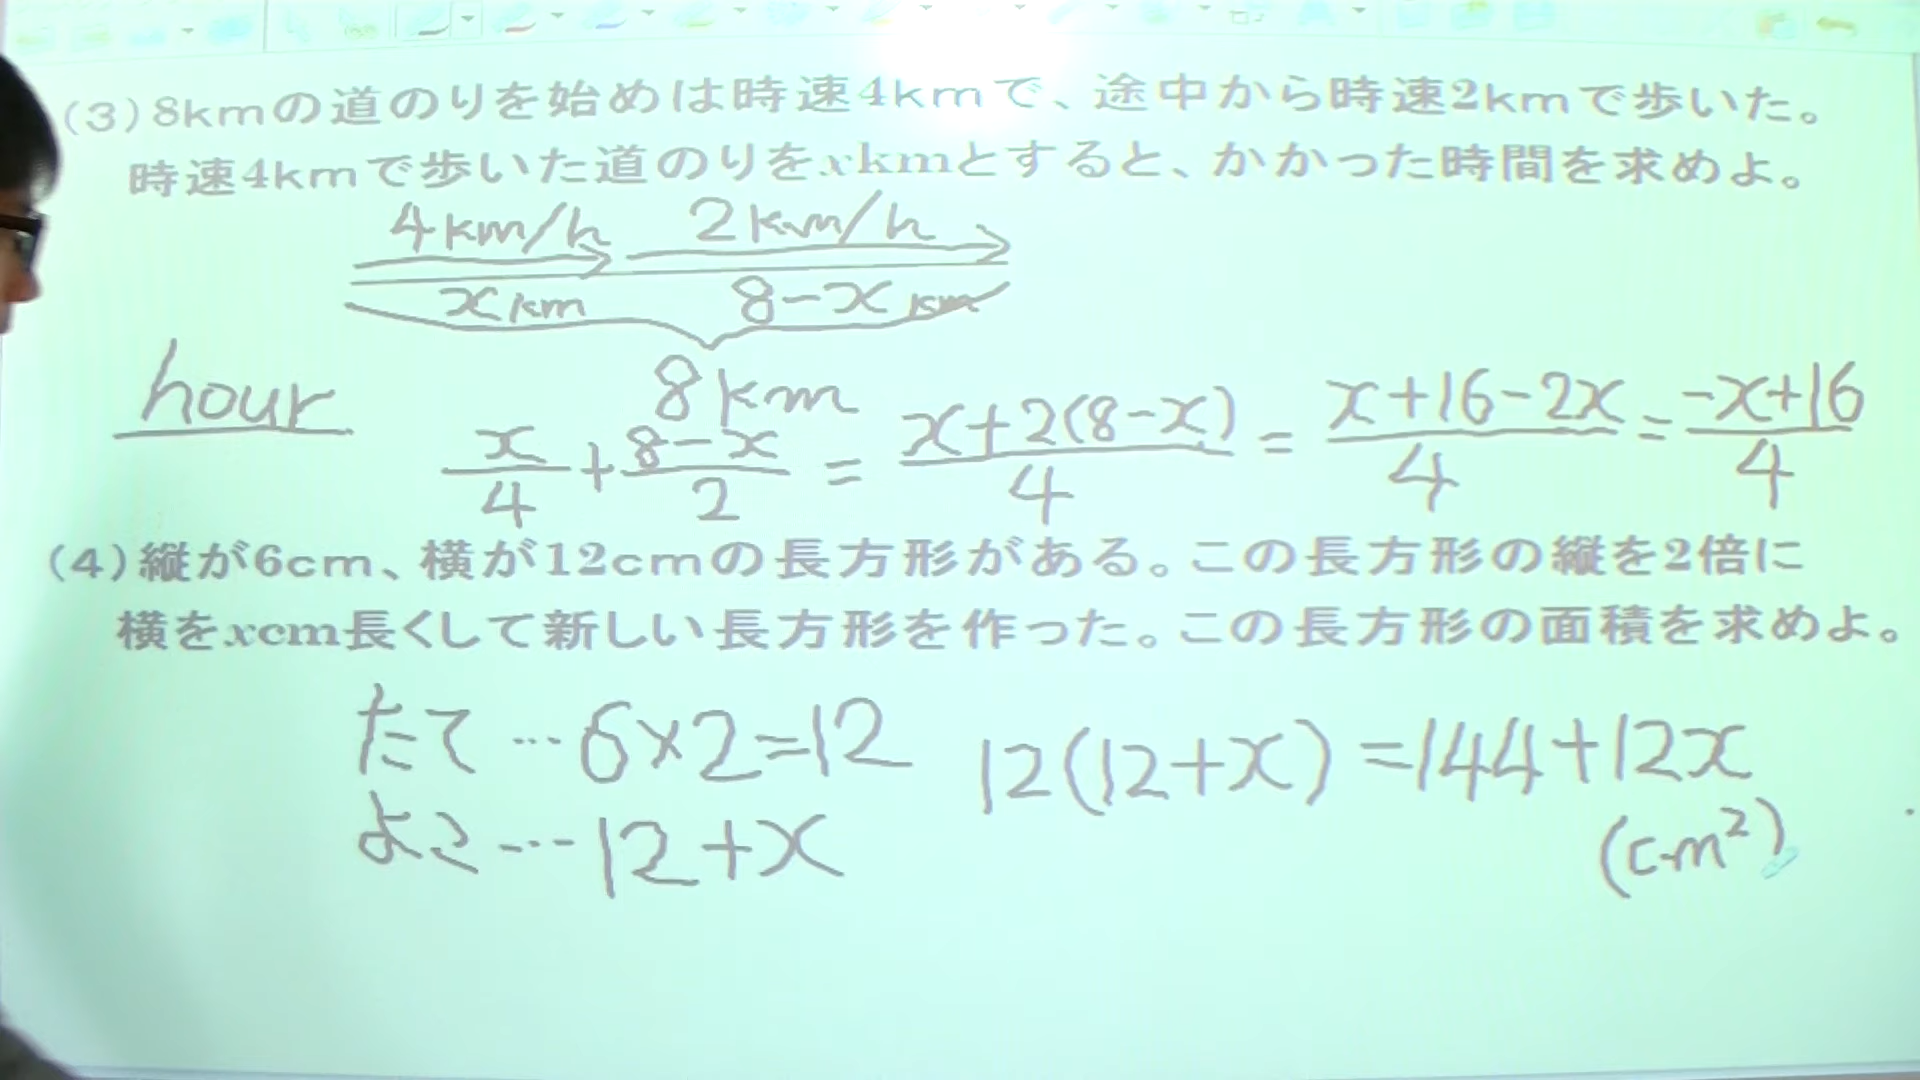 (3)8kmの道のりを始めは時速4kmで、途中から時速2kmで歩いた。
時速4kmで歩いた道のりをxkmとすると、かかった時間を求めよ。
4km/h 2km/h
xkm 8-xkm
8km
hour
x/4+8-x/2=x+2(8-x)/4=x+16-2x/4=-x+16/4
(4)縦が6cm、横が12cmの長方形がある。この長方形の縦を2倍に
横をxcm長くして新しい長方形を作った。この長方形の面積を求めよ。
たて…6×2=12
よこ…12+x
12(12+x)=144+12x
(cm²)